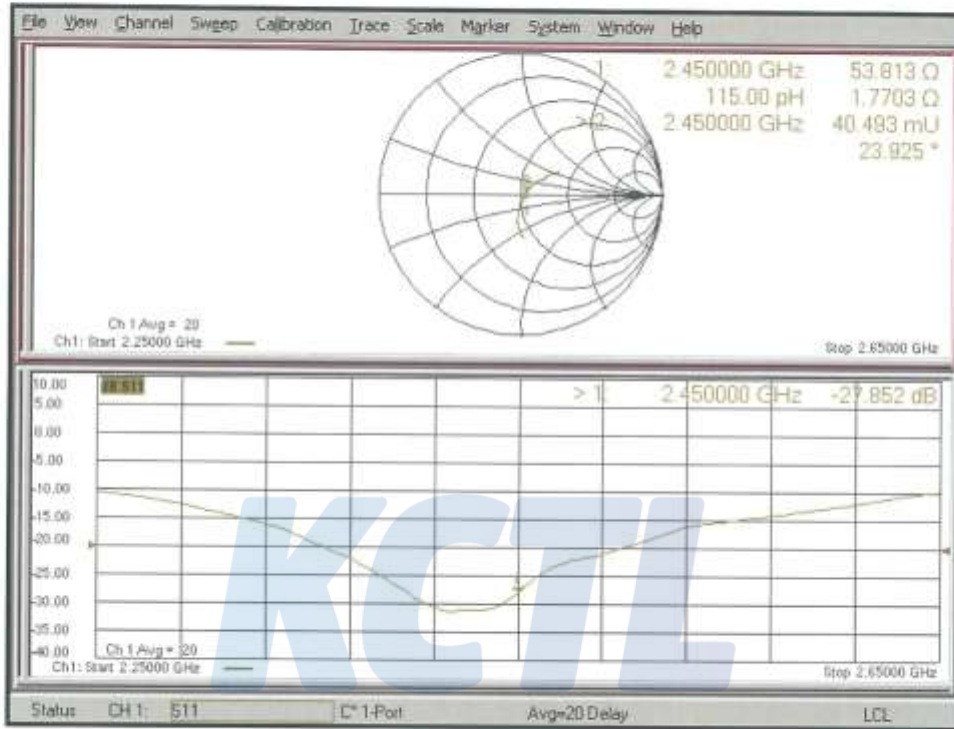 File View Channel Sweep Calibration Trace Scale Marker System Window Help
1 2.450000 GHz 53.813 Ω
115.00 pH 1.7703 Ω
> 2 2.450000 GHz 40.493 mU
23.925 °
Ch 1 Avg = 20
Ch1: Start 2.25000 GHz
Stop 2.65000 GHz
10.00
> 1: 2.450000 GHz -27.852 dB
5.00
0.00
-5.00
-10.00
-15.00
-20.00
-25.00
-30.00
-35.00
-40.00
Ch 1 Avg = 20
Ch1: Start 2.25000 GHz
Stop 2.65000 GHz
KCTL
Status CH 1: S11 C* 1-Port Avg=20 Delay LCL